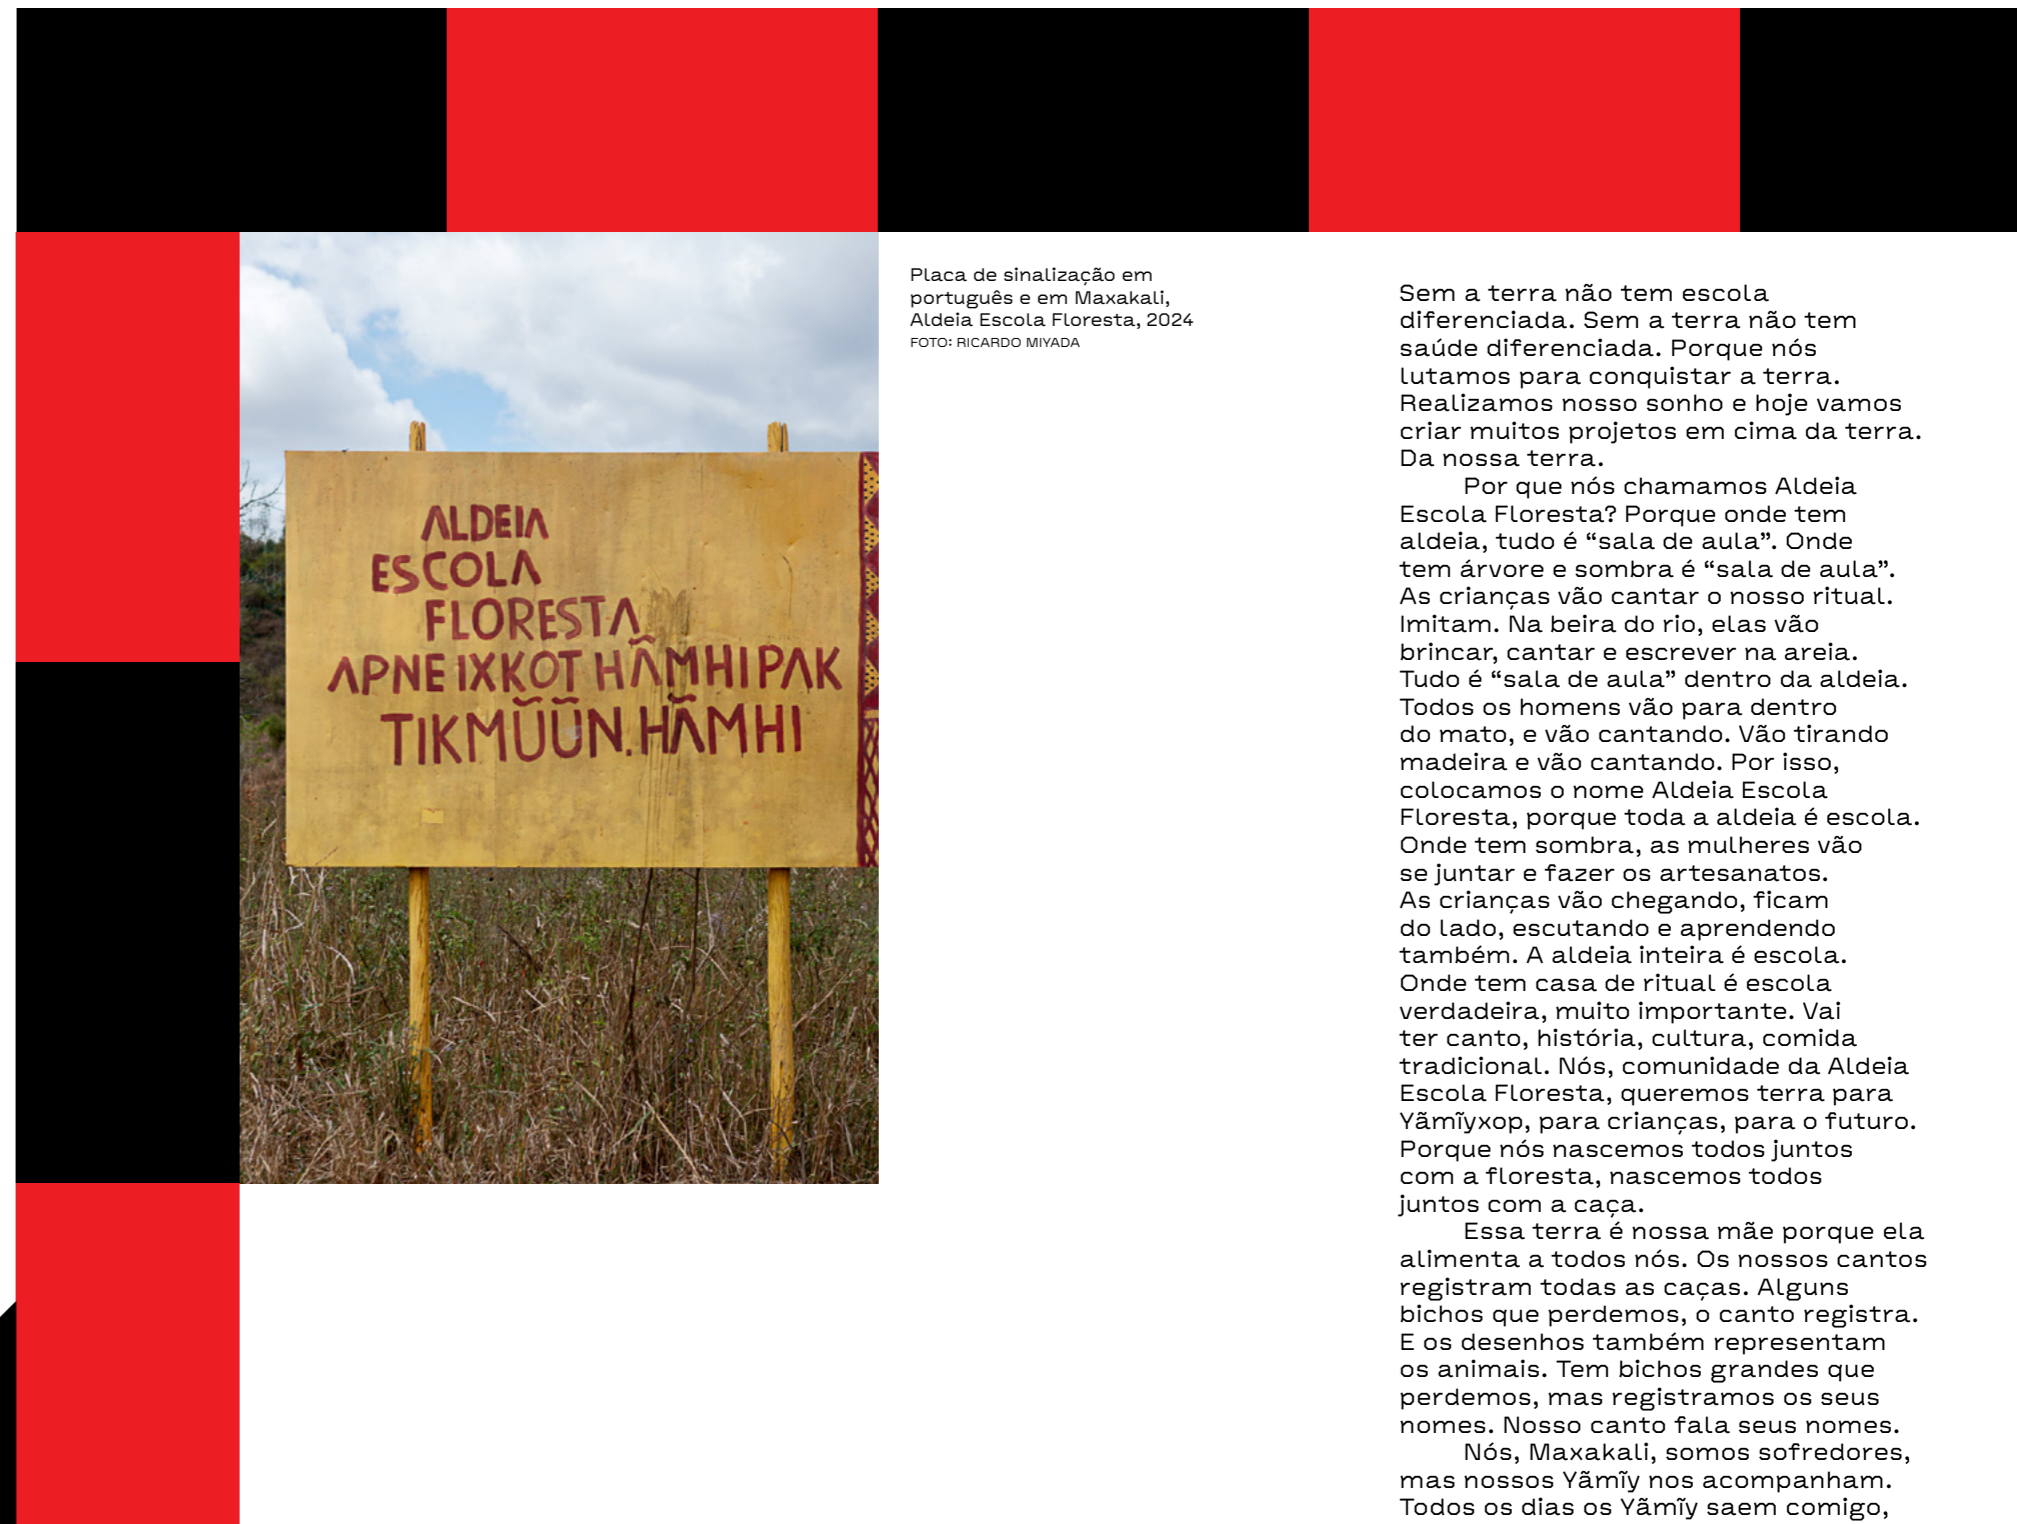 ALDEIA
ESCOLA
FLORESTA
APNE IXKOT HÃMHIPAK
TIKMŨŨN.HÃMHI
Placa de sinalização em
português e em Maxakali,
Aldeia Escola Floresta, 2024
FOTO: RICARDO MIYADA
Sem a terra não tem escola
diferenciada. Sem a terra não tem
saúde diferenciada. Porque nós
lutamos para conquistar a terra.
Realizamos nosso sonho e hoje vamos
criar muitos projetos em cima da terra.
Da nossa terra.
Por que nós chamamos Aldeia
Escola Floresta? Porque onde tem
aldeia, tudo é “sala de aula”. Onde
tem árvore e sombra é “sala de aula”.
As crianças vão cantar o nosso ritual.
Imitam. Na beira do rio, elas vão
brincar, cantar e escrever na areia.
Tudo é “sala de aula” dentro da aldeia.
Todos os homens vão para dentro
do mato, e vão cantando. Vão tirando
madeira e vão cantando. Por isso,
colocamos o nome Aldeia Escola
Floresta, porque toda a aldeia é escola.
Onde tem sombra, as mulheres vão
se juntar e fazer os artesanatos.
As crianças vão chegando, ficam
do lado, escutando e aprendendo
também. A aldeia inteira é escola.
Onde tem casa de ritual é escola
verdadeira, muito importante. Vai
ter canto, história, cultura, comida
tradicional. Nós, comunidade da Aldeia
Escola Floresta, queremos terra para
Yãmĩyxop, para crianças, para o futuro.
Porque nós nascemos todos juntos
com a floresta, nascemos todos
juntos com a caça.
Essa terra é nossa mãe porque ela
alimenta a todos nós. Os nossos cantos
registram todas as caças. Alguns
bichos que perdemos, o canto registra.
E os desenhos também representam
os animais. Tem bichos grandes que
perdemos, mas registramos os seus
nomes. Nosso canto fala seus nomes.
Nós, Maxakali, somos sofredores,
mas nossos Yãmĩy nos acompanham.
Todos os dias os Yãmĩy saem comigo,